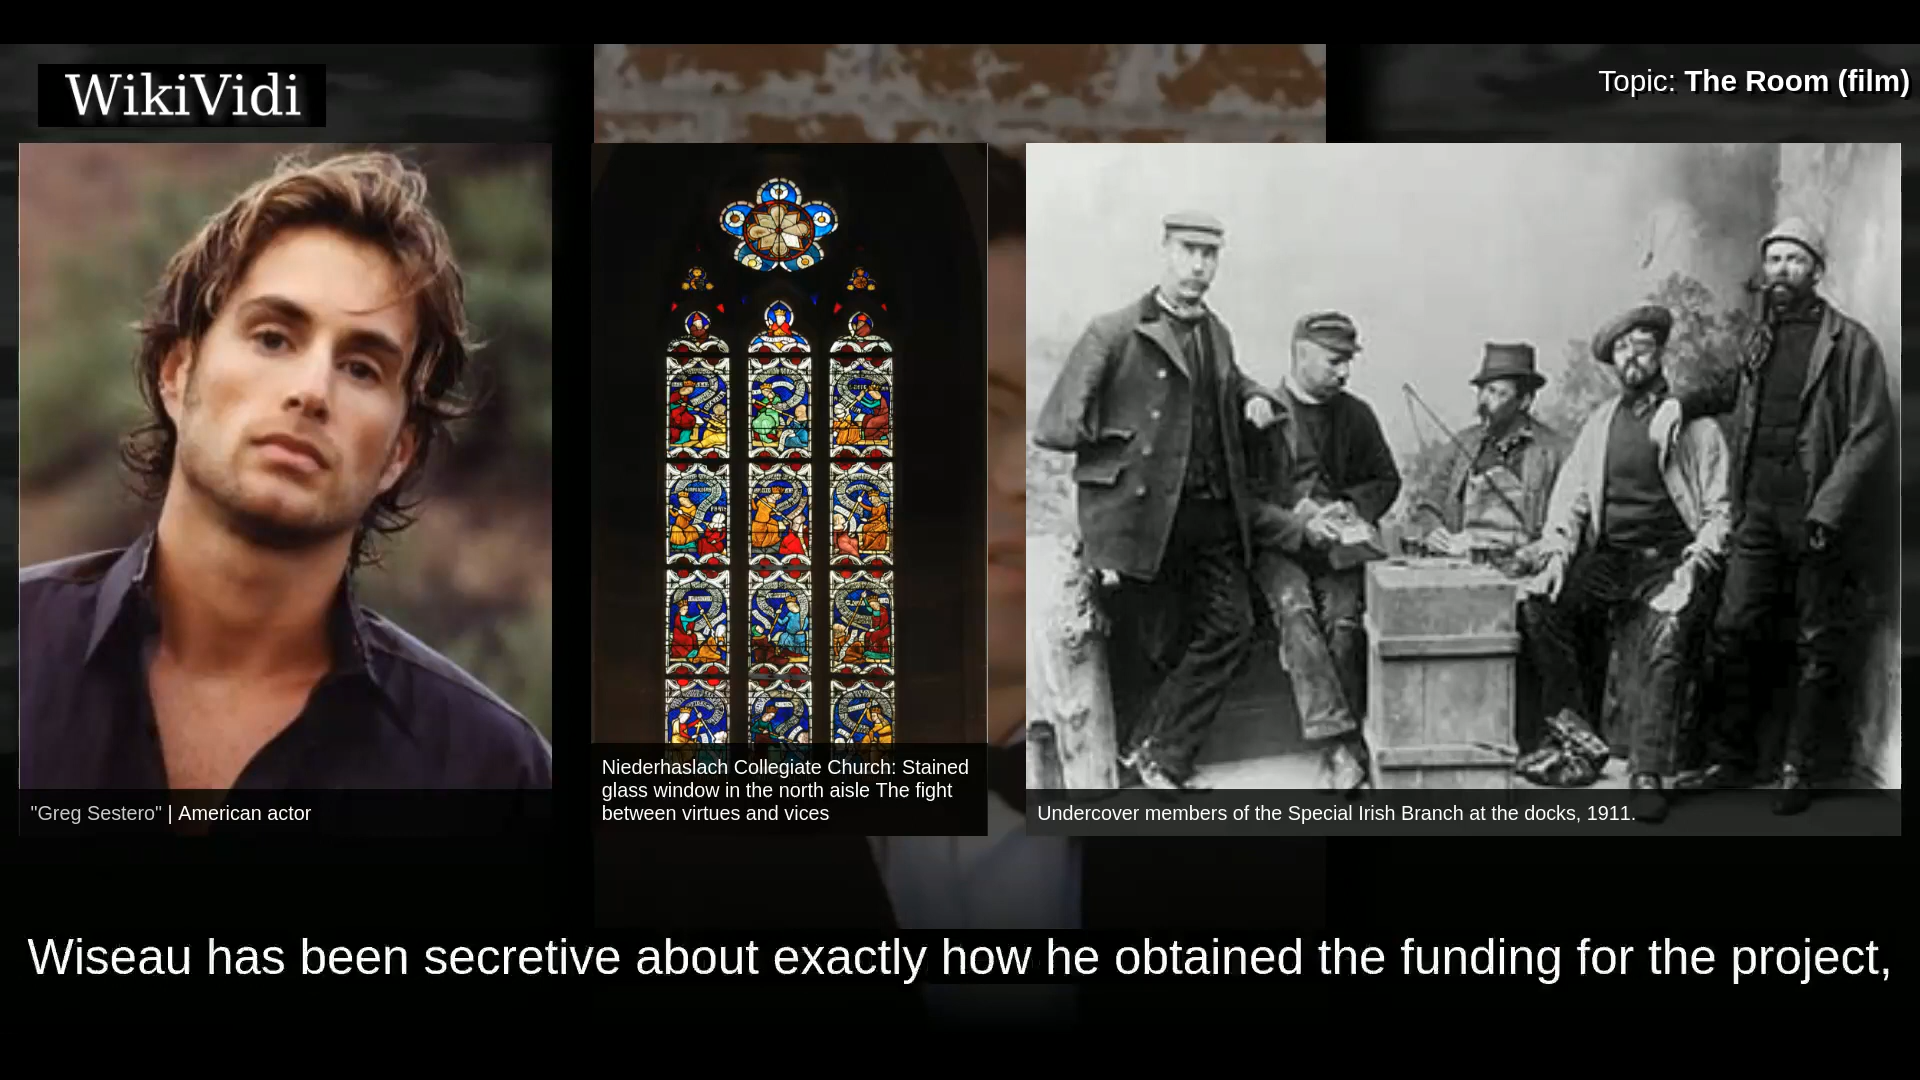 WikiVidi
Topic: The Room (film)
"Greg Sestero" | American actor
Niederhaslach Collegiate Church: Stained
glass window in the north aisle The fight
between virtues and vices
Undercover members of the Special Irish Branch at the docks, 1911.
Wiseau has been secretive about exactly how he obtained the funding for the project,